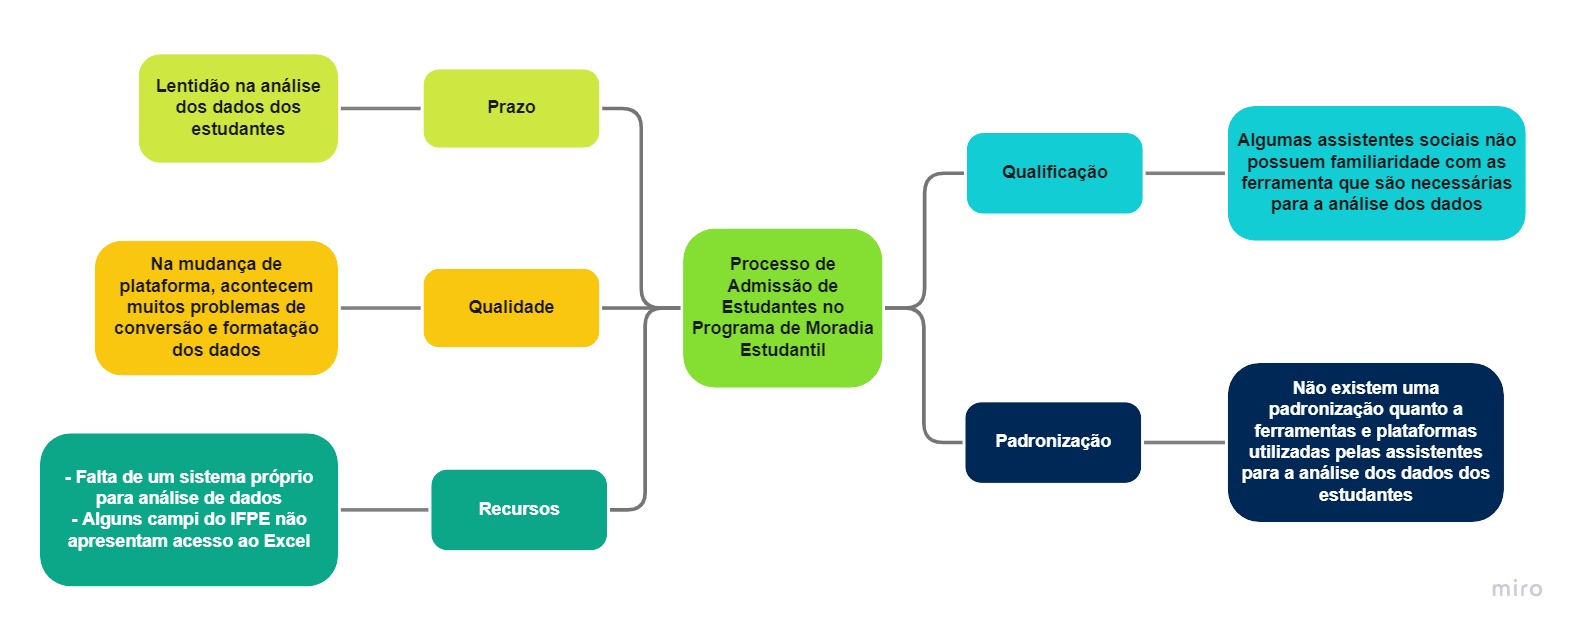 Lentidão na análise
dos dados dos
estudantes
Prazo
Na mudança de
plataforma, acontecem
muitos problemas de
conversão e formatação
dos dados
Qualidade
- Falta de um sistema próprio
para análise de dados
- Alguns campi do IFPE não
apresentam acesso ao Excel
Recursos
Processo de
Admissão de
Estudantes no
Programa de Moradia
Estudantil
Qualificação
Algumas assistentes sociais não
possuem familiaridade com as
ferramenta que são necessárias
para a análise dos dados
Padronização
Não existem uma
padronização quanto a
ferramentas e plataformas
utilizadas pelas assistentes
para a análise dos dados dos
estudantes
miro